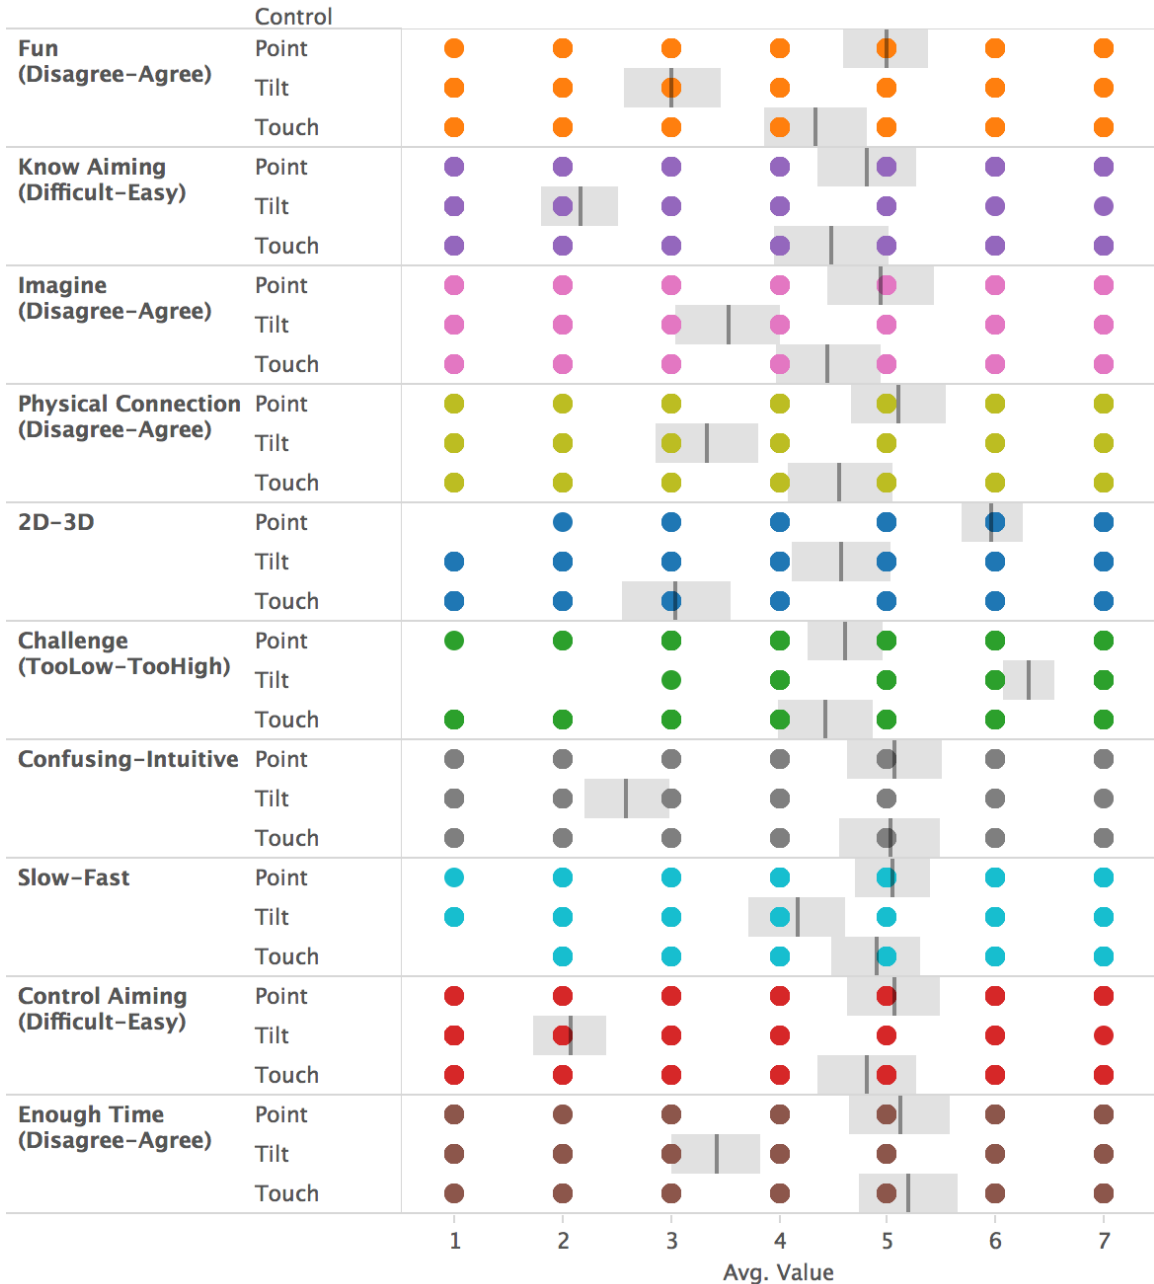 Control
Fun
(Disagree-Agree)
Point
Tilt
Touch
Know Aiming
(Difficult-Easy)
Point
Tilt
Touch
Imagine
(Disagree-Agree)
Point
Tilt
Touch
Physical Connection
(Disagree-Agree)
Point
Tilt
Touch
2D-3D
Point
Tilt
Touch
Challenge
(TooLow-TooHigh)
Point
Tilt
Touch
Confusing-Intuitive
Point
Tilt
Touch
Slow-Fast
Point
Tilt
Touch
Control Aiming
(Difficult-Easy)
Point
Tilt
Touch
Enough Time
(Disagree-Agree)
Point
Tilt
Touch
1 2 3 4 5 6 7
Avg. Value